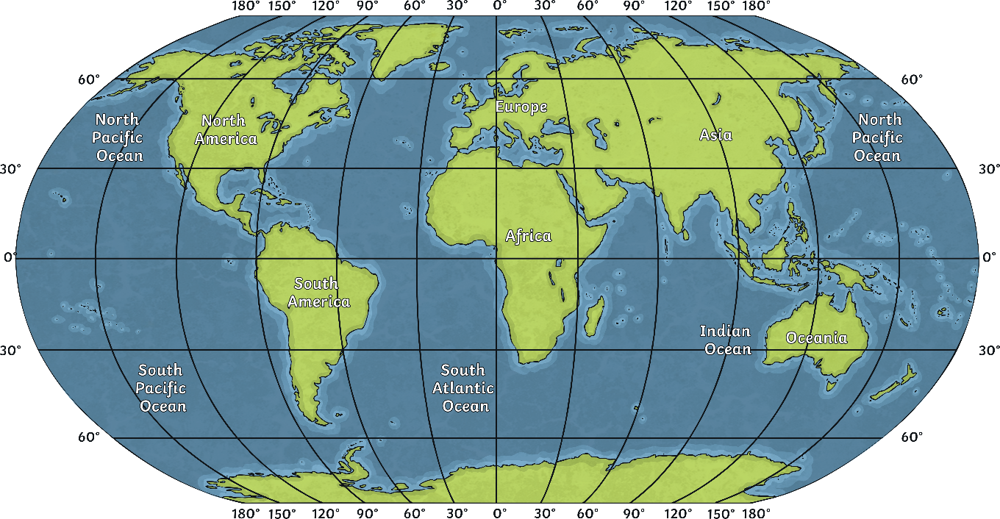 180° 150° 120° 90° 60° 30° 0° 30° 60° 90° 120° 150° 180°
60° 60°
Europe
North
Pacific
Ocean
North
America
Asia
North
Pacific
Ocean
30° 30°
Africa
0° 0°
South
America
Indian
Ocean
Oceania
30° 30°
South
Pacific
Ocean
South
Atlantic
Ocean
60° 60°
180° 150° 120° 90° 60° 30° 0° 30° 60° 90° 120° 150° 180°